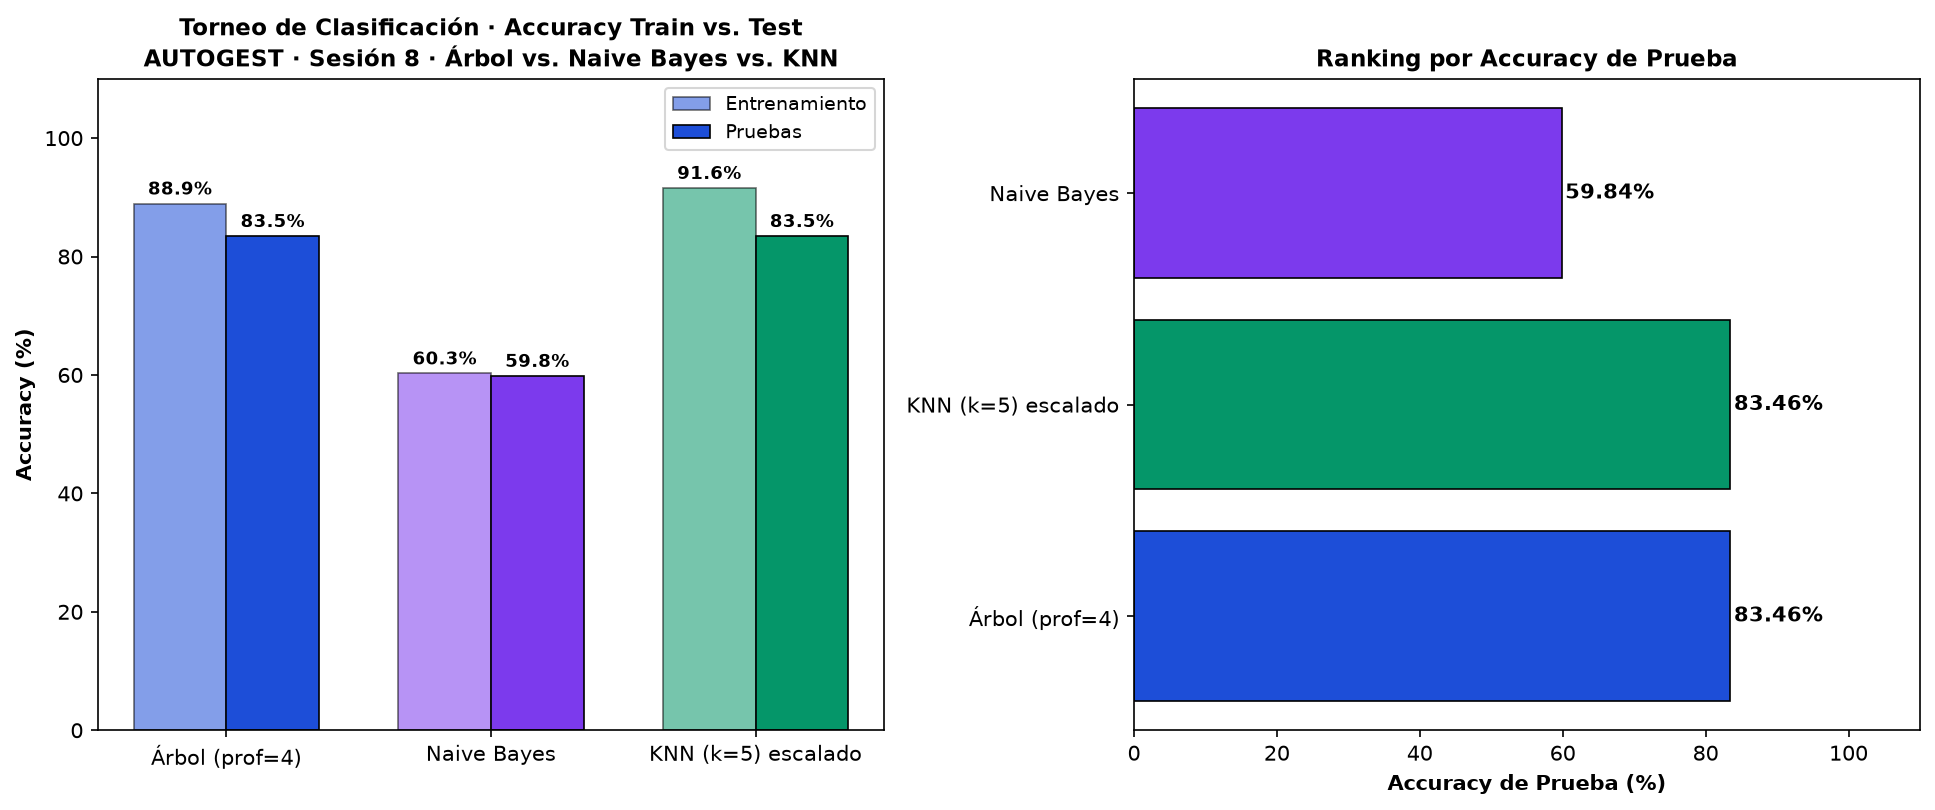 Torneo de Clasificación · Accuracy Train vs. Test
AUTOGEST · Sesión 8 · Árbol vs. Naive Bayes vs. KNN
Entrenamiento
Pruebas
Accuracy (%)
100
80
60
40
20
0
88.9%
83.5%
60.3%
59.8%
91.6%
83.5%
Árbol (prof=4)
Naive Bayes
KNN (k=5) escalado
Ranking por Accuracy de Prueba
Naive Bayes
59.84%
KNN (k=5) escalado
83.46%
Árbol (prof=4)
83.46%
0
20
40
60
80
100
Accuracy de Prueba (%)